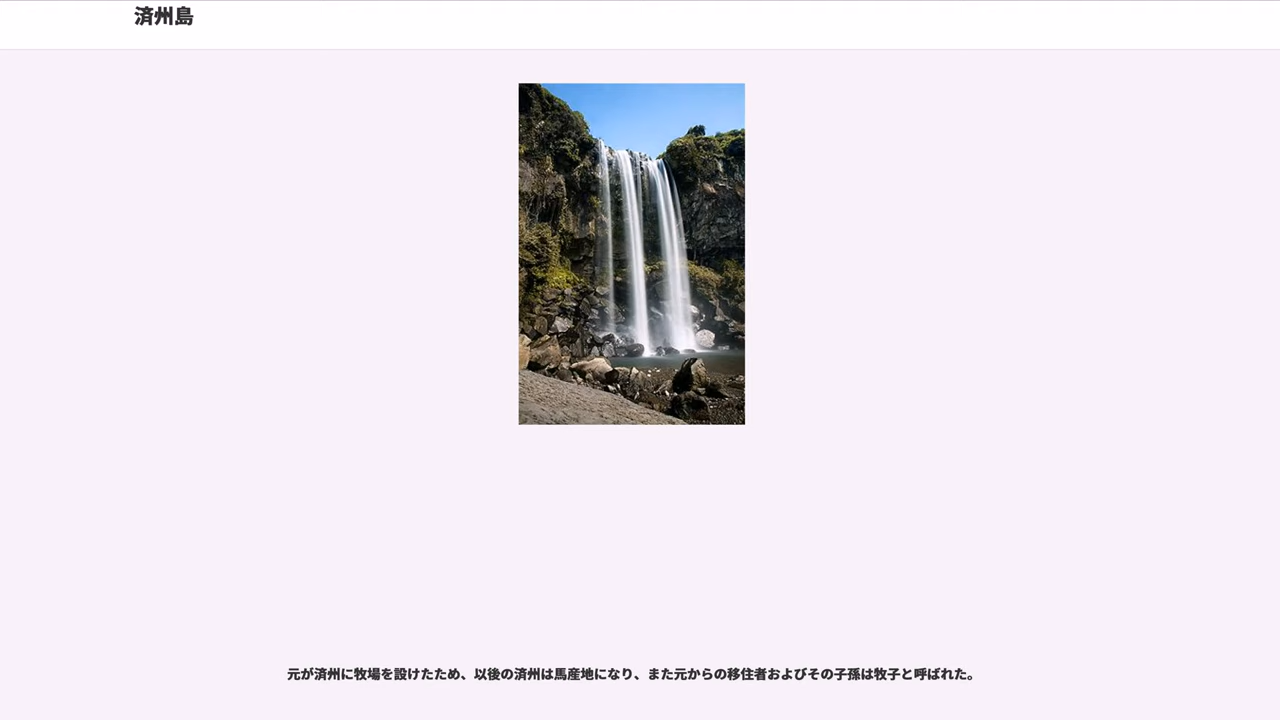 済州島
元が済州に牧場を設けたため、以後の済州は馬産地になり、また元からの移住者およびその子孫は牧子と呼ばれた。